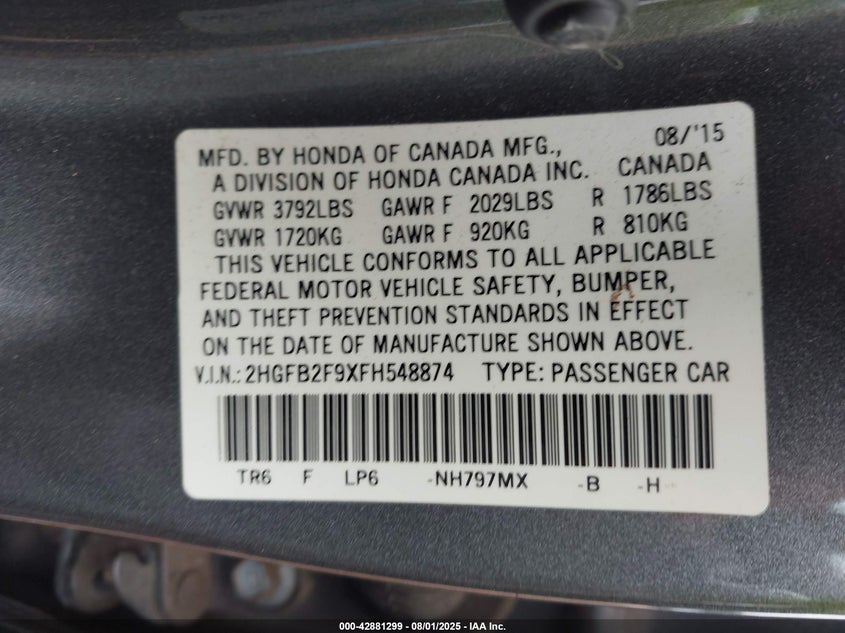 MFD. BY HONDA OF CANADA MFG., 08/'15
A DIVISION OF HONDA CANADA INC. CANADA
GVWR 3792LBS GAWR F 2029LBS R 1786LBS
GVWR 1720KG GAWR F 920KG R 810KG
THIS VEHICLE CONFORMS TO ALL APPLICABLE
FEDERAL MOTOR VEHICLE SAFETY, BUMPER,
AND THEFT PREVENTION STANDARDS IN EFFECT
ON THE DATE OF MANUFACTURE SHOWN ABOVE.
V.I.N.: 2HGFB2F9XFH548874 TYPE: PASSENGER CAR
TR6 F LP6 -NH797MX -B -H
000-42881299 - 08/01/2025 - IAA Inc.